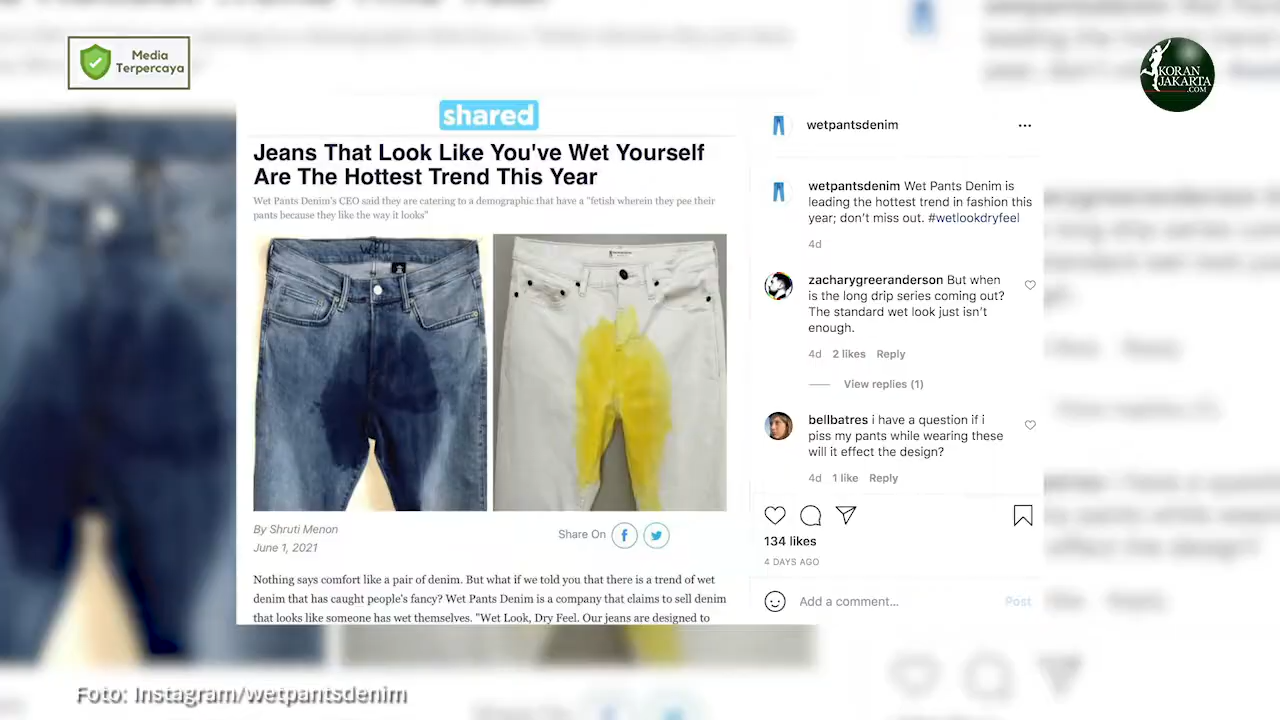 Media
Terpercaya
KORAN
JAKARTA
.COM
shared
Jeans That Look Like You've Wet Yourself
Are The Hottest Trend This Year
Wet Pants Denim's CEO said they are catering to a demographic that have a "fetish wherein they pee their
pants because they like the way it looks"
By Shruti Menon
June 1, 2021
Share On
Nothing says comfort like a pair of denim. But what if we told you that there is a trend of wet
denim that has caught people's fancy? Wet Pants Denim is a company that claims to sell denim
that looks like someone has wet themselves. "Wet Look, Dry Feel. Our jeans are designed to
wetpantsdenim
wetpantsdenim Wet Pants Denim is
leading the hottest trend in fashion this
year; don't miss out. #wetlookdryfeel
4d
zacharygreeranderson But when
is the long drip series coming out?
The standard wet look just isn't
enough.
4d 2 likes Reply
View replies (1)
bellbatres i have a question if i
piss my pants while wearing these
will it effect the design?
4d 1 like Reply
134 likes
4 DAYS AGO
Add a comment...
Post
Foto: Instagram/wetpantsdenim